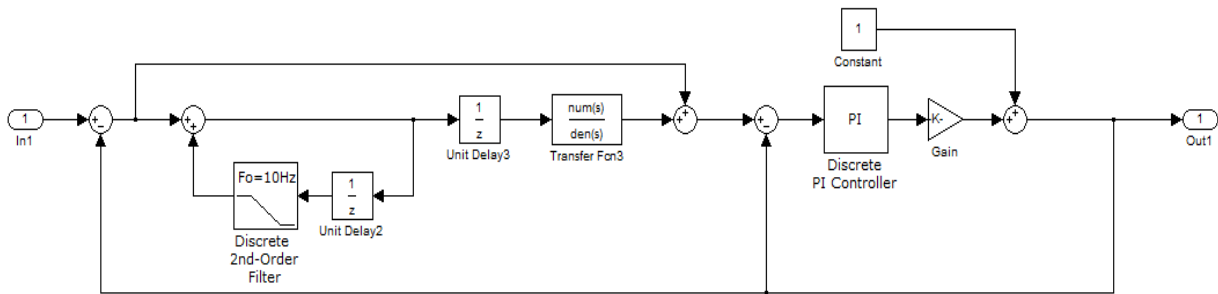 1
Constant
1
In1
+
-
+
+
1
z
Unit Delay3
num(s)
den(s)
Transfer Fcn3
+
+
+
-
PI
Discrete
PI Controller
-K-
Gain
+
+
1
Out1
Fo=10Hz
Discrete
2nd-Order
Filter
1
z
Unit Delay2